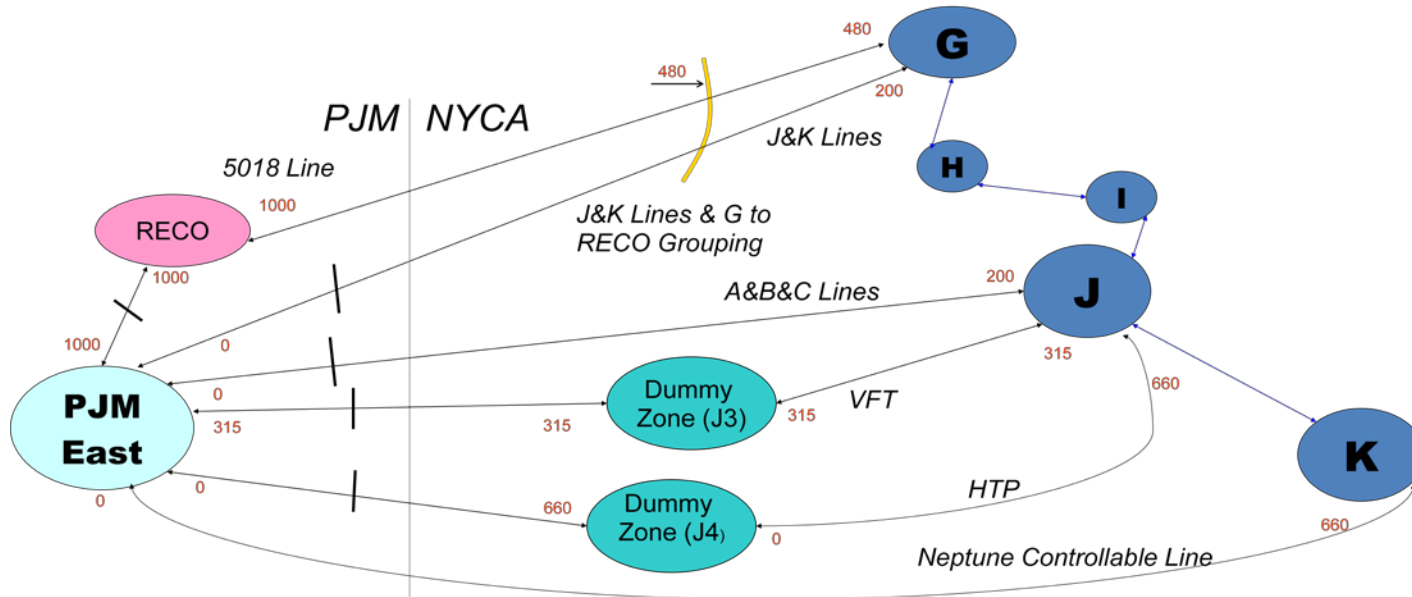 480
G
480
200
PJM
NYCA
J&K Lines
5018 Line
H
I
1000
RECO
J&K Lines & G to
RECO Grouping
1000
200
A&B&C Lines
J
1000
0
315
660
PJM
East
0
315
Dummy
Zone (J3)
315
315
VFT
K
0
0
660
Dummy
Zone (J4)
0
HTP
660
Neptune Controllable Line